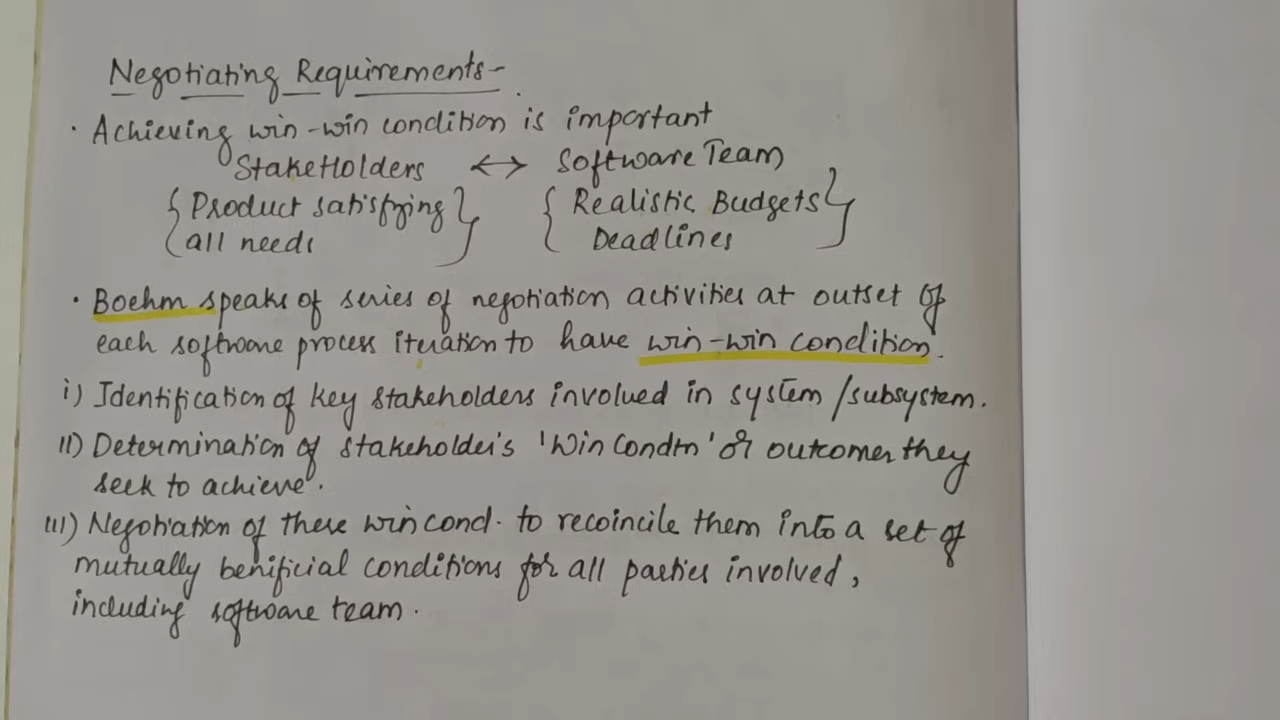 Negotiating Requirements-
· Achieving win-win condition is important
StakeHolders ↔ Software Team
{Product satisfying all needs} {Realistic Budgets Deadlines}
· Boehm speaks of series of negotiation activities at outset of
each software process iteration to have win-win condition.
i) Identification of key stakeholders involved in system/subsystem.
ii) Determination of stakeholder's 'Win Condtn' or outcomes they
seek to achieve.
iii) Negotiation of these win cond. to recoincile them into a set of
mutually benificial conditions for all parties involved,
including software team.